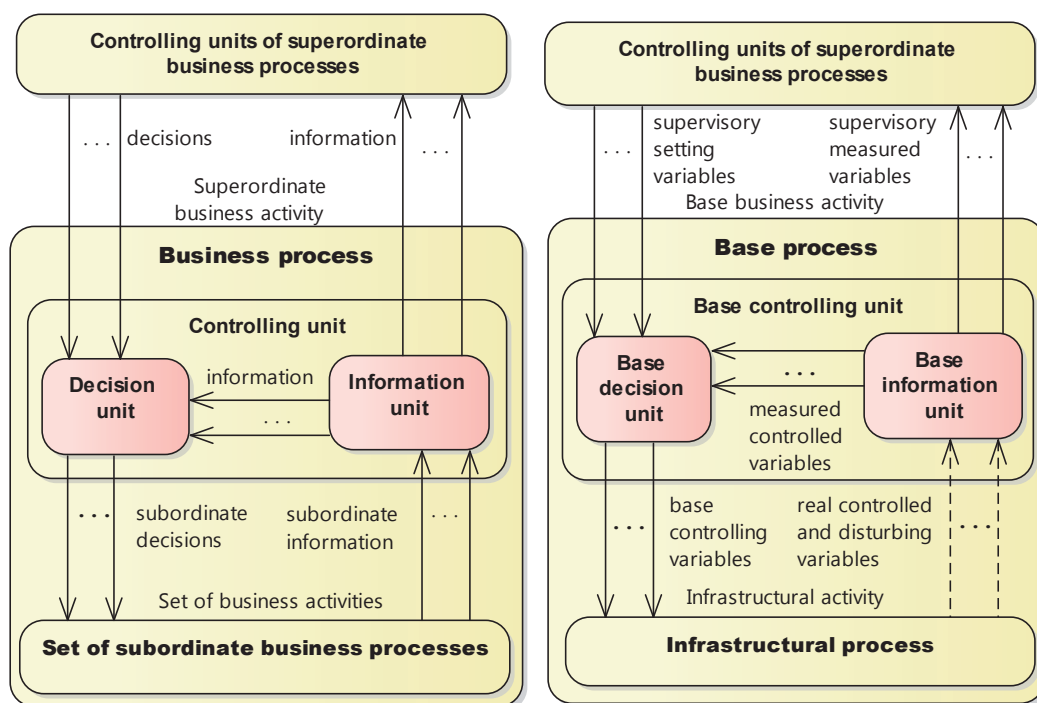 Controlling units of superordinate
business processes
. . .
decisions
information
. . .
Superordinate
business activity
Business process
Controlling unit
Decision
unit
information
. . .
Information
unit
. . .
subordinate
decisions
subordinate
information
. . .
Set of business activities
Set of subordinate business processes
Controlling units of superordinate
business processes
. . .
supervisory
setting
variables
supervisory
measured
variables
. . .
Base business activity
Base process
Base controlling unit
Base
decision
unit
. . .
measured
controlled
variables
Base
information
unit
. . .
base
controlling
variables
real controlled
and disturbing
variables
. . .
Infrastructural activity
Infrastructural process